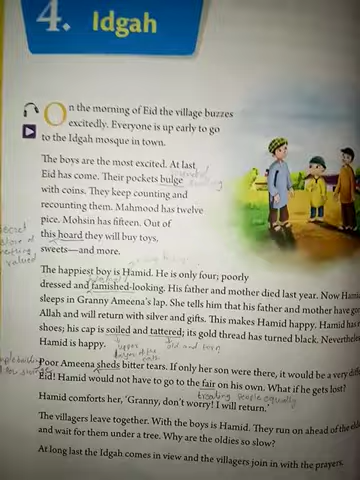 4. Idgah
On the morning of Eid the village buzzes
excitedly. Everyone is up early to go
to the Idgah mosque in town.
The boys are the most excited. At last,
Eid has come. Their pockets bulge
with coins. They keep counting and
recounting them. Mahmood has twelve
pice. Mohsin has fifteen. Out of
this hoard they will buy toys,
sweets—and more.
The happiest boy is Hamid. He is only four; poorly
dressed and famished-looking. His father and mother died last year. Now Hamid
sleeps in Granny Ameena's lap. She tells him that his father and mother have
Allah and will return with silver and gifts. This makes Hamid happy. Hamid has
shoes; his cap is soiled and tattered; its gold thread has turned black.
Hamid is happy.
old and torn
Poor Ameena sheds bitter tears. If only her son were there, it would be a very
Eid! Hamid would not have to go to the fair on his own. What if he gets lost?
treating people equally
Hamid comforts her, 'Granny, don't worry! I will return.'
The villagers leave together. With the boys is Hamid. They run on ahead of the
and wait for them under a tree. Why are the oldies so slow?
At long last the Idgah comes in view and the villagers join in with the prayers.